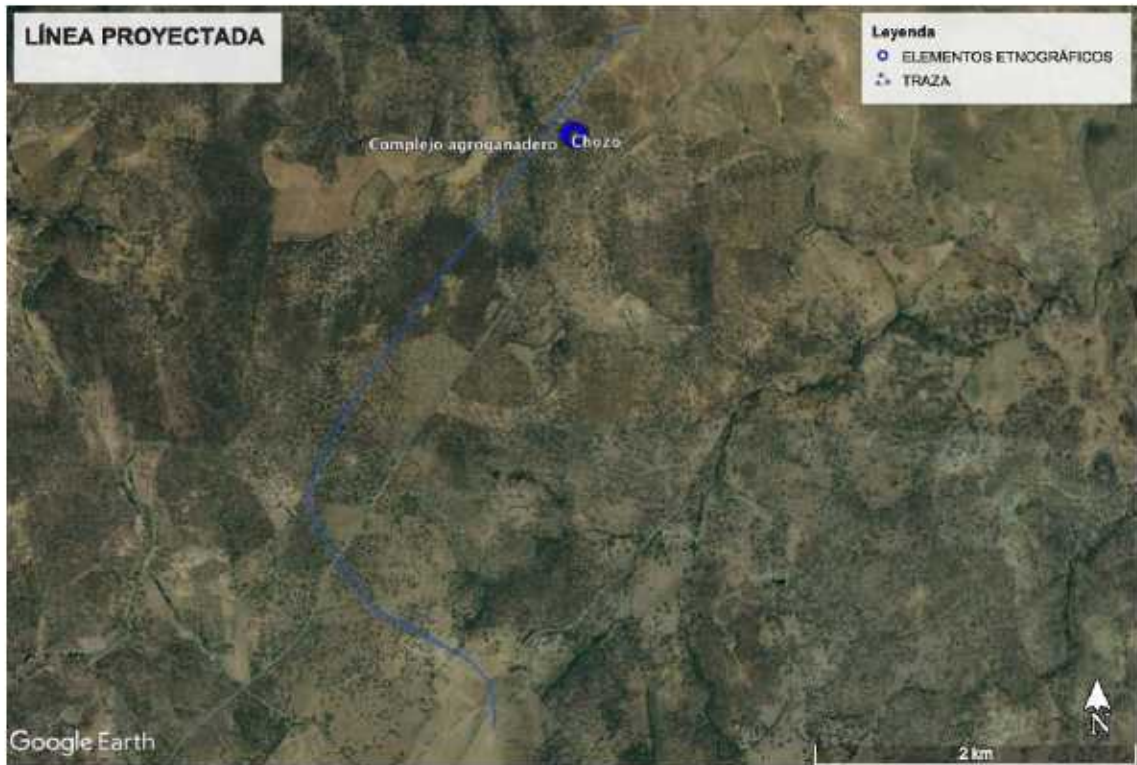 LÍNEA PROYECTADA
Leyenda
ELEMENTOS ETNOGRÁFICOS
TRAZA
Complejo agroganadero Chozo
Google Earth
N
2 km